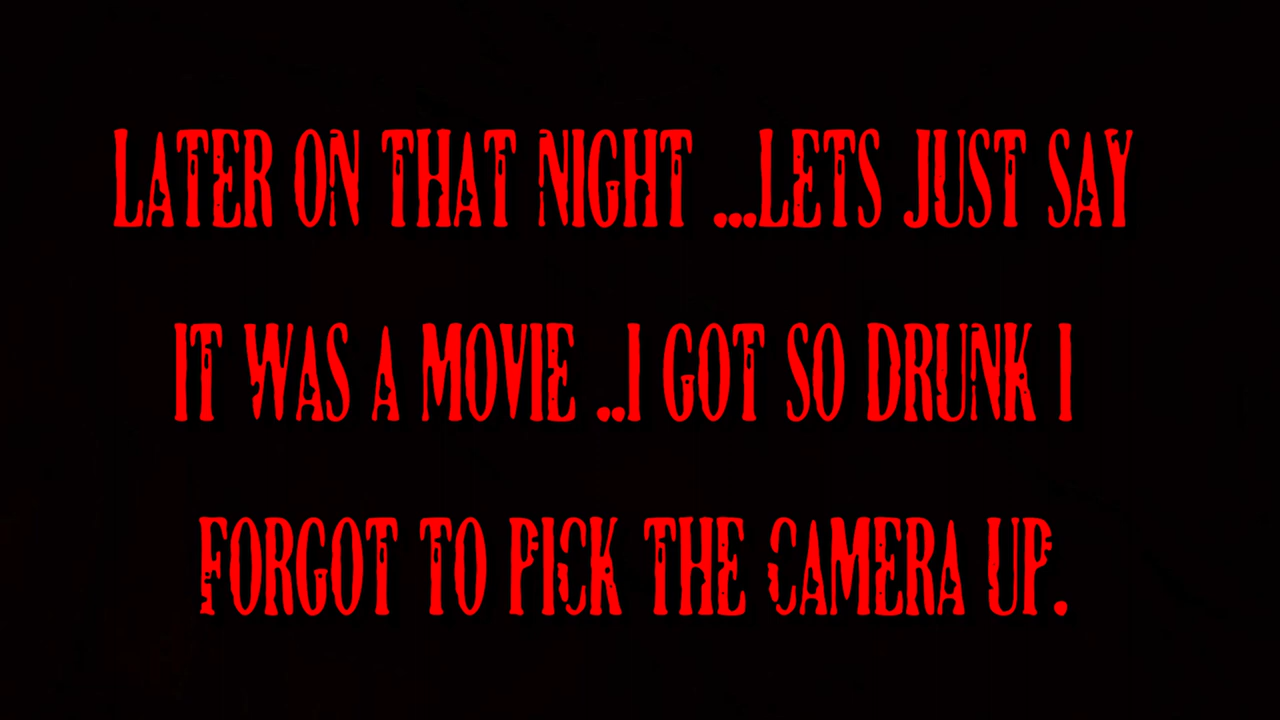 LATER ON THAT NIGHT ...LETS JUST SAY
IT WAS A MOVIE ..I GOT SO DRUNK I
FORGOT TO PICK THE CAMERA UP.